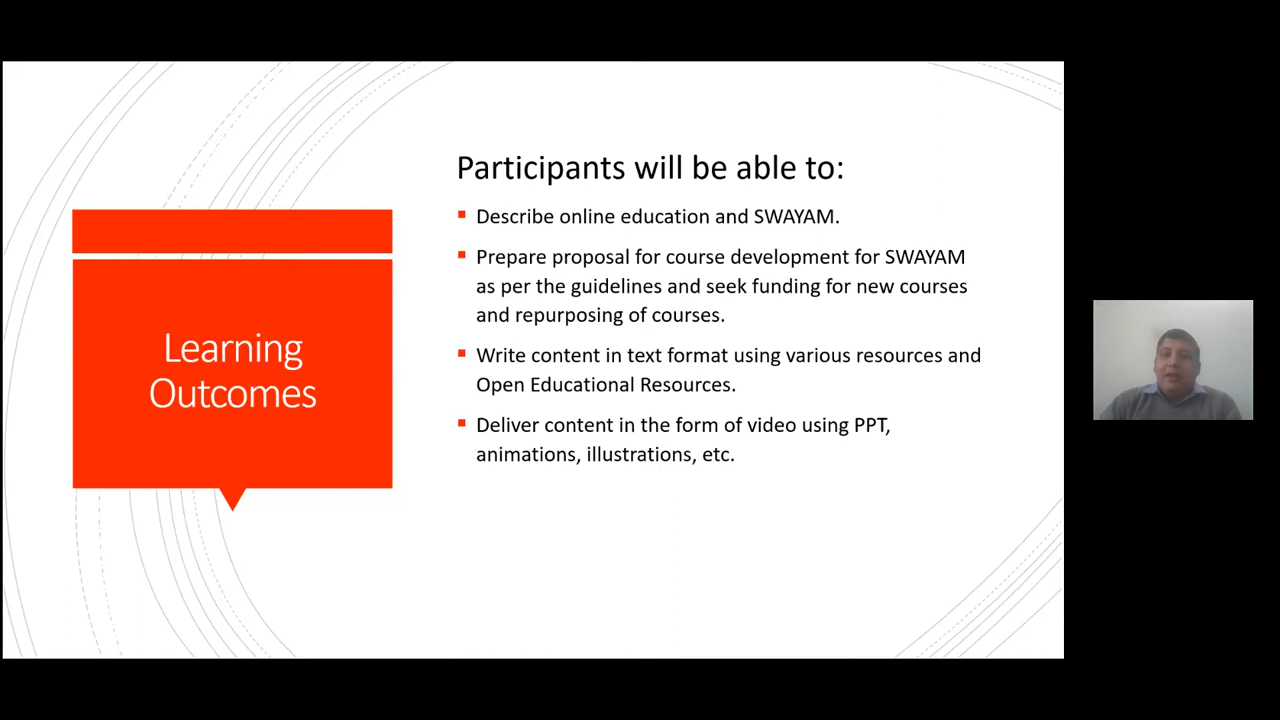 Learning
Outcomes
Participants will be able to:
Describe online education and SWAYAM.
Prepare proposal for course development for SWAYAM
as per the guidelines and seek funding for new courses
and repurposing of courses.
Write content in text format using various resources and
Open Educational Resources.
Deliver content in the form of video using PPT,
animations, illustrations, etc.